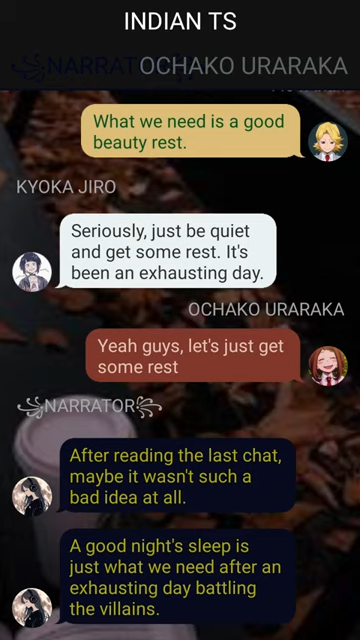 INDIAN TS
꧁NARRAT OCHAKO URARAKA
What we need is a good
beauty rest.
KYOKA JIRO
Seriously, just be quiet
and get some rest. It's
been an exhausting day.
OCHAKO URARAKA
Yeah guys, let's just get
some rest
꧁NARRATOR꧂
After reading the last chat,
maybe it wasn't such a
bad idea at all.
A good night's sleep is
just what we need after an
exhausting day battling
the villains.